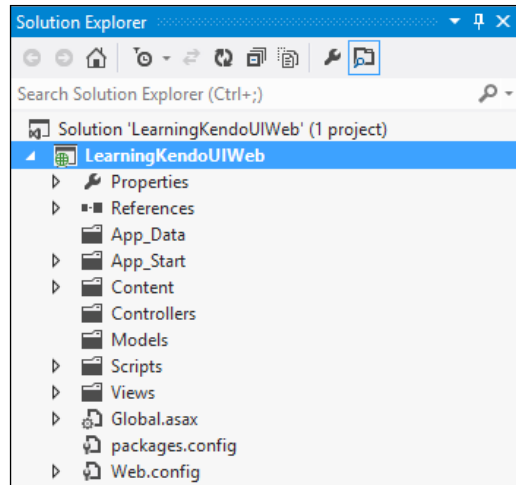 Solution Explorer
Search Solution Explorer (Ctrl+;)
Solution 'LearningKendoUIWeb' (1 project)
LearningKendoUIWeb
Properties
References
App_Data
App_Start
Content
Controllers
Models
Scripts
Views
Global.asax
packages.config
Web.config